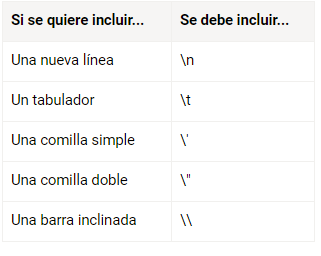 Si se quiere incluir... Se debe incluir...
Una nueva línea \n
Un tabulador \t
Una comilla simple \'
Una comilla doble \"
Una barra inclinada \\